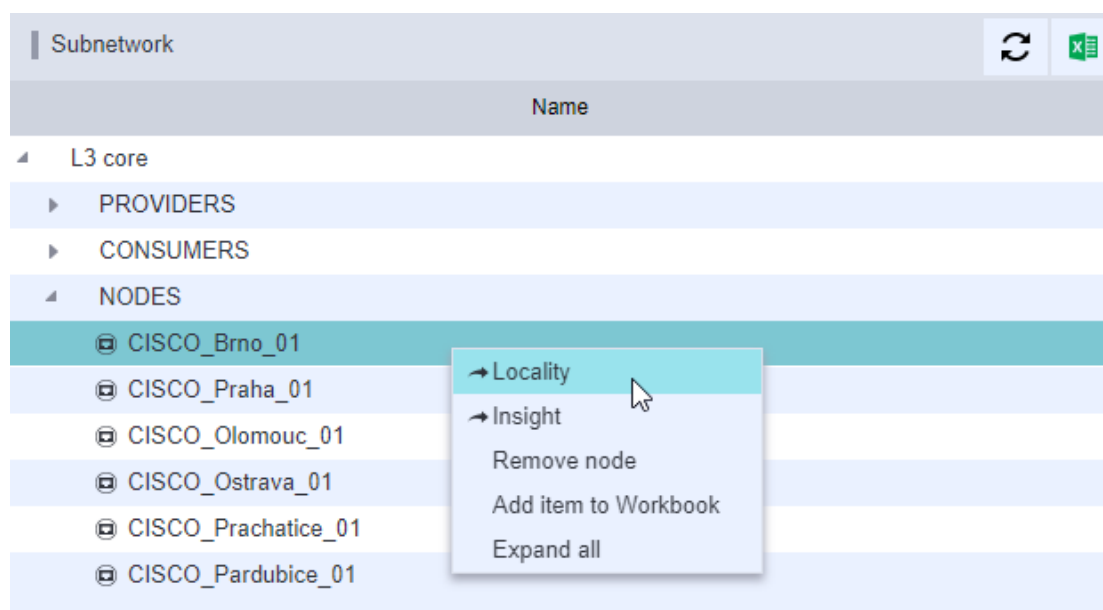 Subnetwork
Name
L3 core
PROVIDERS
CONSUMERS
NODES
CISCO_Brno_01
CISCO_Praha_01
CISCO_Olomouc_01
CISCO_Ostrava_01
CISCO_Prachatice_01
CISCO_Pardubice_01
Locality
Insight
Remove node
Add item to Workbook
Expand all